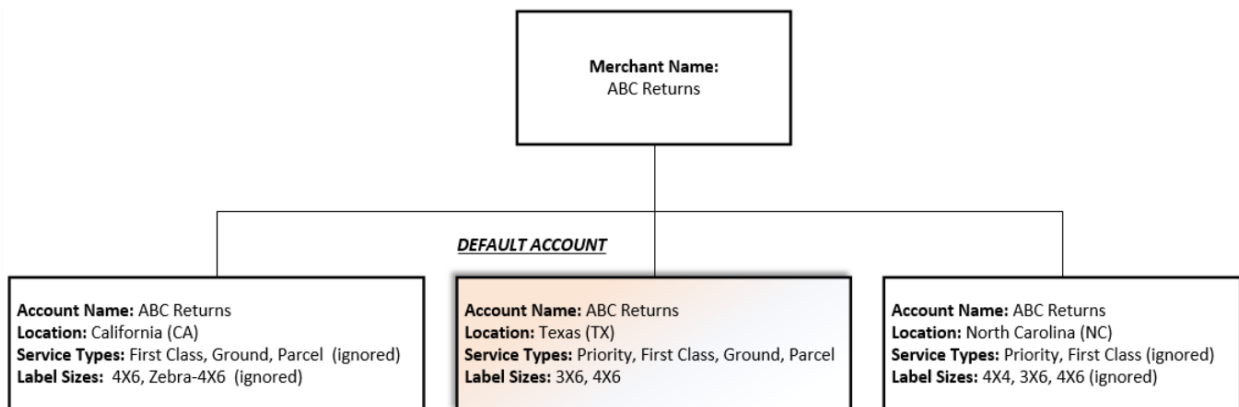 Merchant Name:
ABC Returns
DEFAULT ACCOUNT
Account Name: ABC Returns
Location: California (CA)
Service Types: First Class, Ground, Parcel (ignored)
Label Sizes: 4X6, Zebra-4X6 (ignored)
Account Name: ABC Returns
Location: Texas (TX)
Service Types: Priority, First Class, Ground, Parcel
Label Sizes: 3X6, 4X6
Account Name: ABC Returns
Location: North Carolina (NC)
Service Types: Priority, First Class (ignored)
Label Sizes: 4X4, 3X6, 4X6 (ignored)